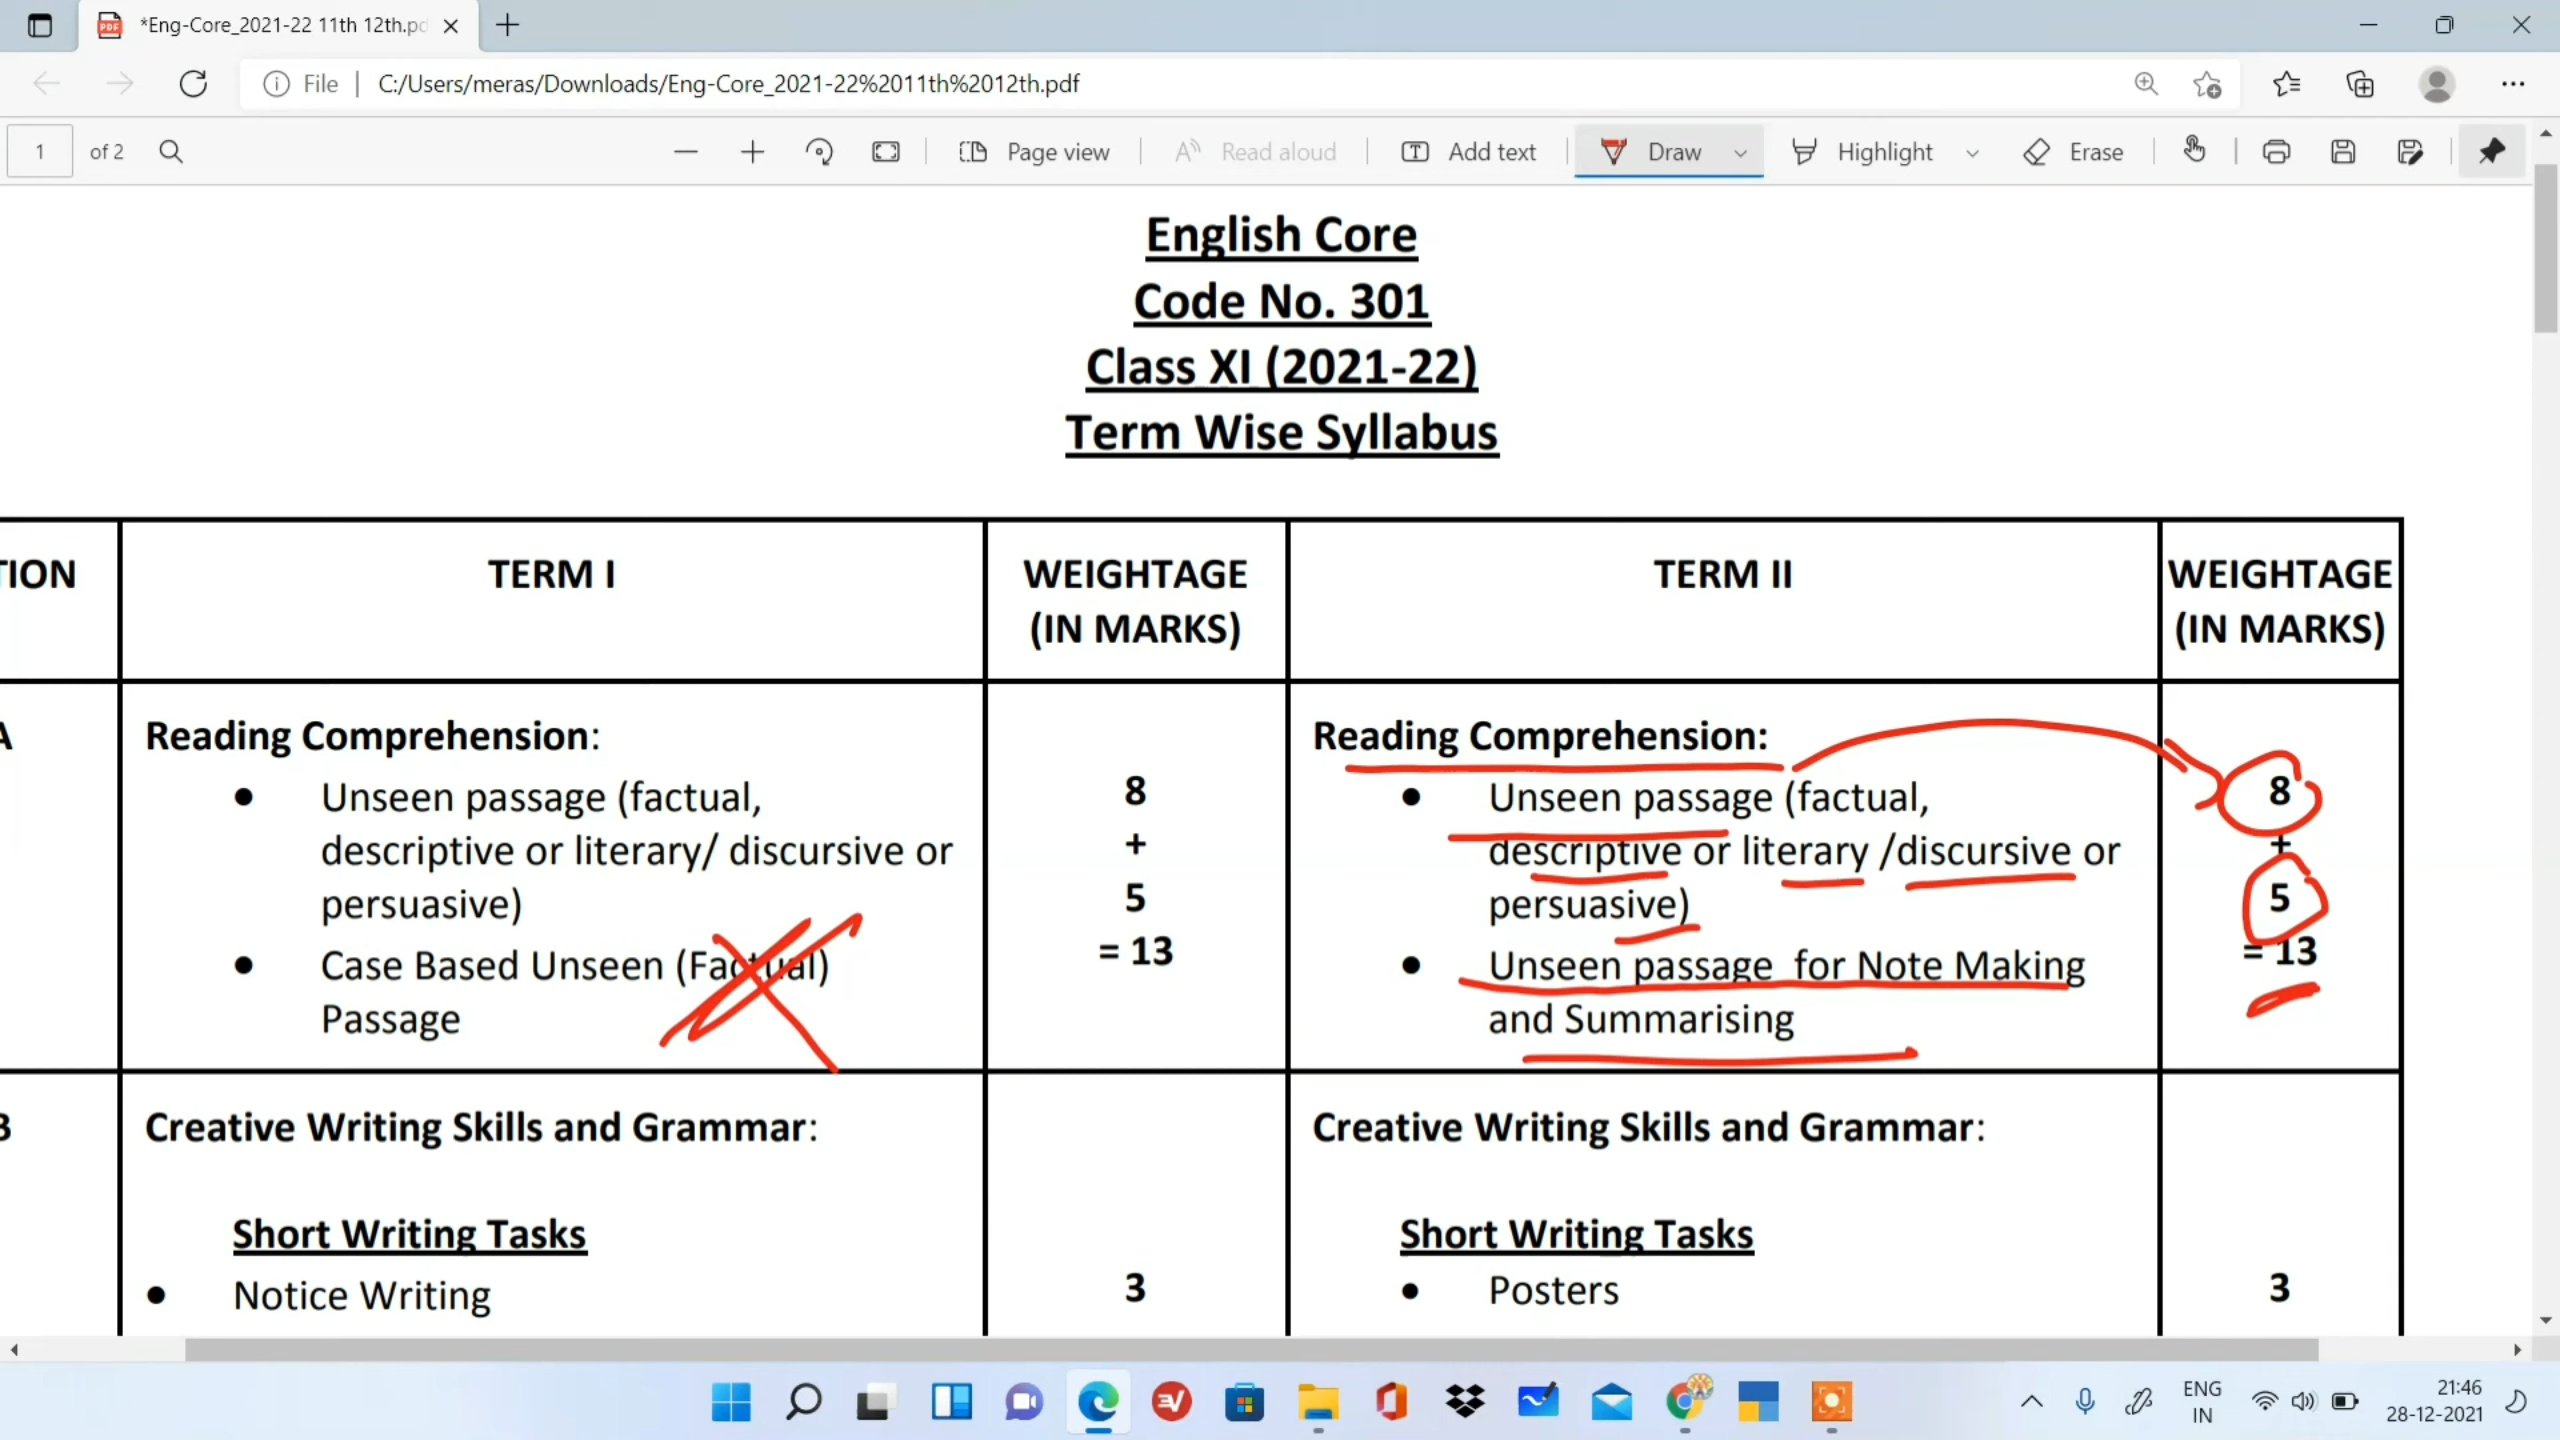 *Eng-Core_2021-22 11th 12th.pd
File
C:/Users/meras/Downloads/Eng-Core_2021-22%2011th%2012th.pdf
1 of 2
Page view
Read aloud
Add text
Draw
Highlight
Erase
English Core
Code No. 301
Class XI (2021-22)
Term Wise Syllabus
TION
TERM I
WEIGHTAGE
(IN MARKS)
TERM II
WEIGHTAGE
(IN MARKS)
A
Reading Comprehension:
● Unseen passage (factual,
descriptive or literary/ discursive or
persuasive)
● Case Based Unseen (Factual)
Passage
8
+
5
= 13
Reading Comprehension:
● Unseen passage (factual,
descriptive or literary /discursive or
persuasive)
● Unseen passage for Note Making
and Summarising
8
+
5
= 13
B
Creative Writing Skills and Grammar:
Short Writing Tasks
● Notice Writing
3
Creative Writing Skills and Grammar:
Short Writing Tasks
● Posters
3
ENG
IN
21:46
28-12-2021